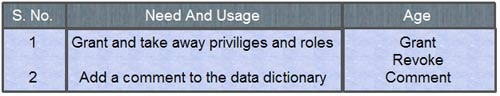 S. No. Need And Usage Age
1 Grant and take away priviliges and roles Grant
Revoke
2 Add a comment to the data dictionary Comment